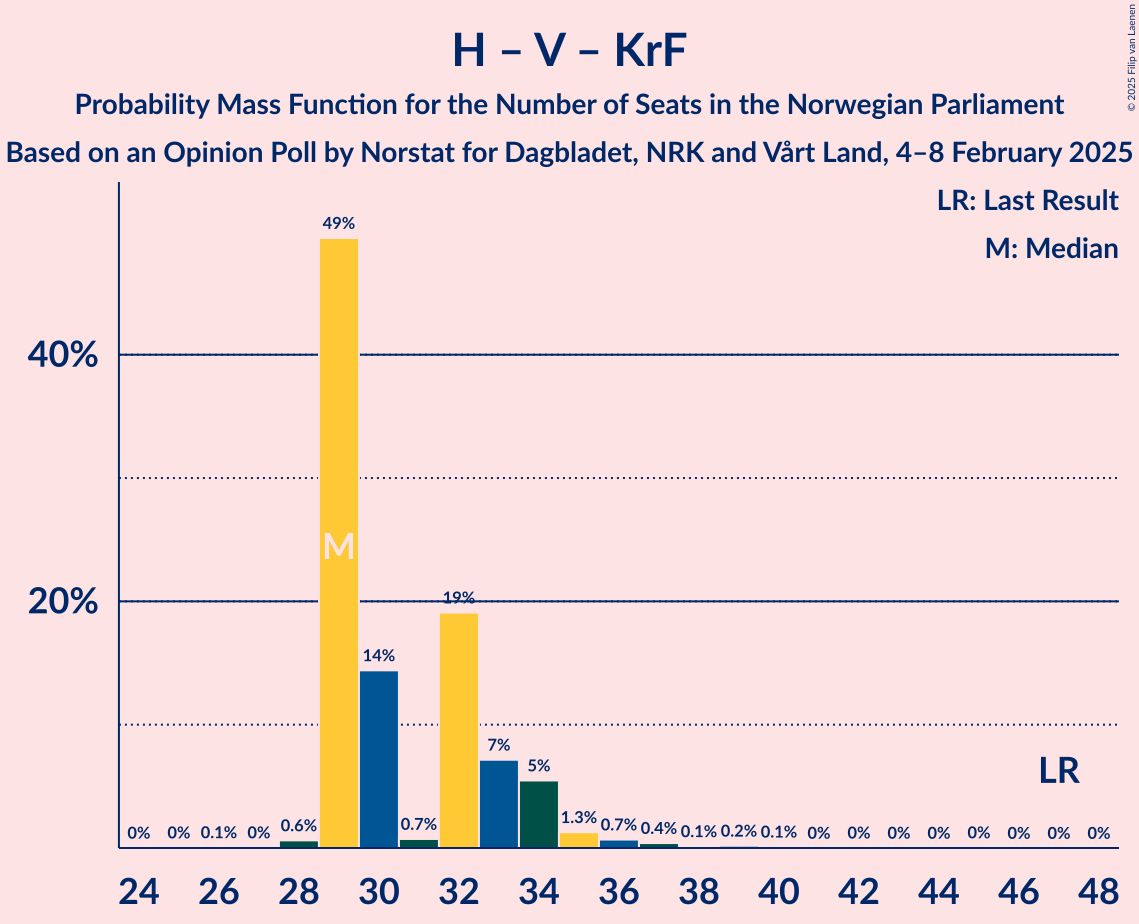 H – V – KrF
Probability Mass Function for the Number of Seats in the Norwegian Parliament
Based on an Opinion Poll by Norstat for Dagbladet, NRK and Vårt Land, 4–8 February 2025
© 2025 Filip van Laenen
LR: Last Result
M: Median
49%
40%
M
20%
19%
14%
7%
5%
LR
0% 0% 0.1% 0% 0.6% 0.7% 1.3% 0.7% 0.4% 0.1% 0.2% 0.1% 0% 0% 0% 0% 0% 0% 0% 0%
24 26 28 30 32 34 36 38 40 42 44 46 48